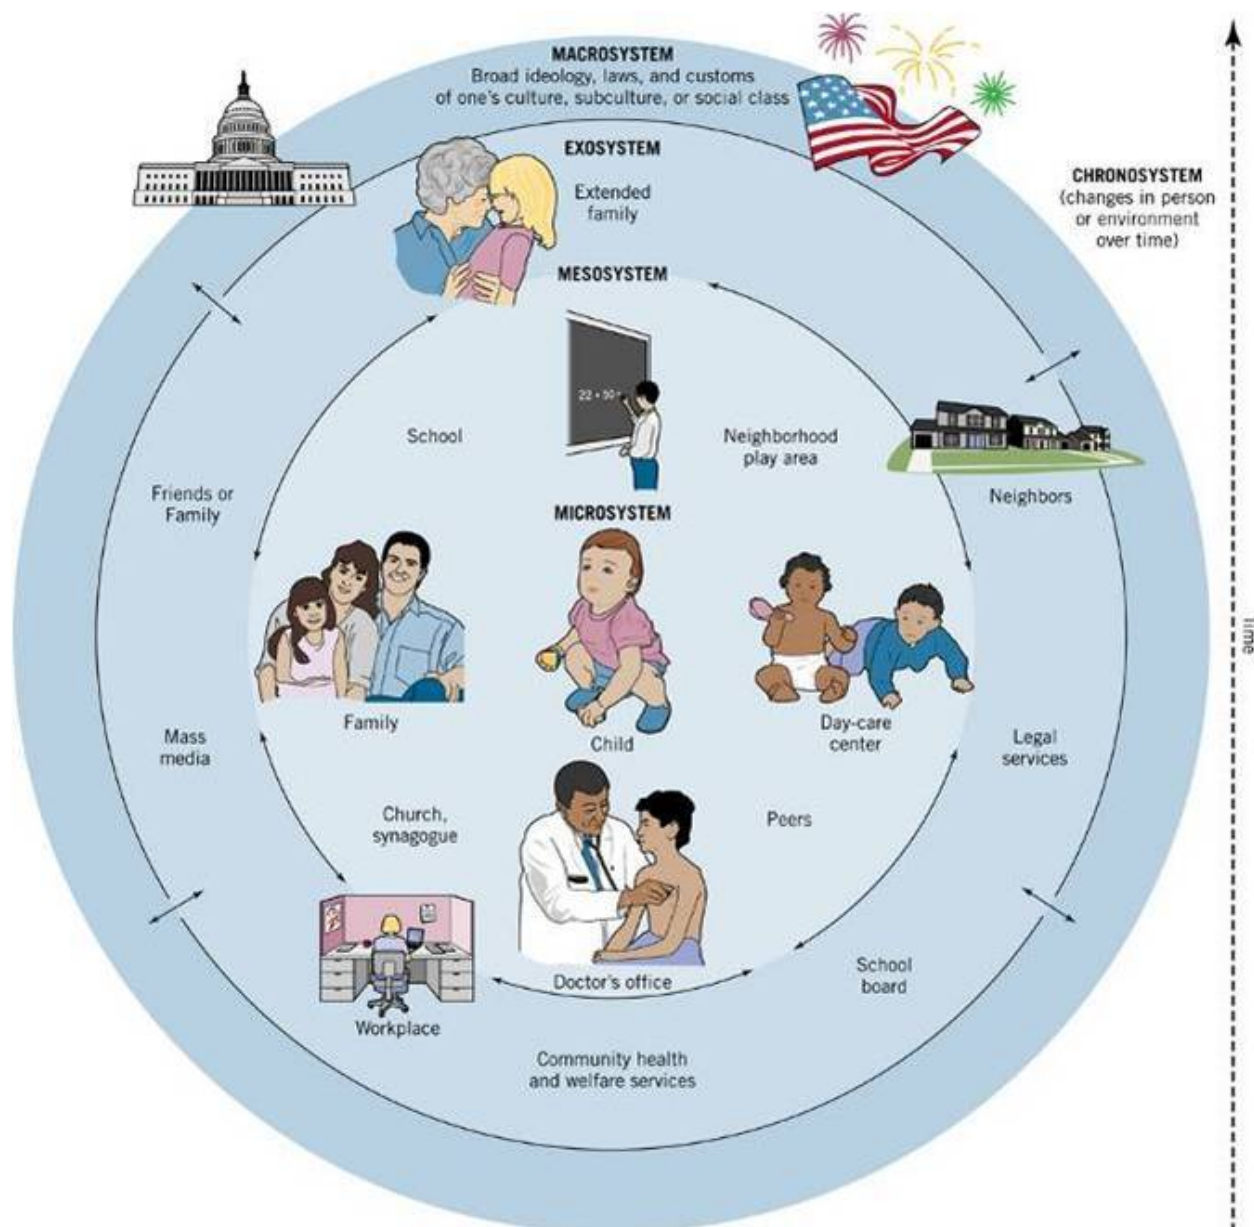 MACROSYSTEM
Broad ideology, laws, and customs
of one's culture, subculture, or social class
EXOSYSTEM
Extended
family
CHRONOSYSTEM
(changes in person
or environment
over time)
MESOSYSTEM
22 + 10 =
School
Neighborhood
play area
Friends or
Family
Neighbors
MICROSYSTEM
Time
Family
Child
Day-care
center
Mass
media
Legal
services
Church,
synagogue
Peers
Doctor's office
School
board
Workplace
Community health
and welfare services